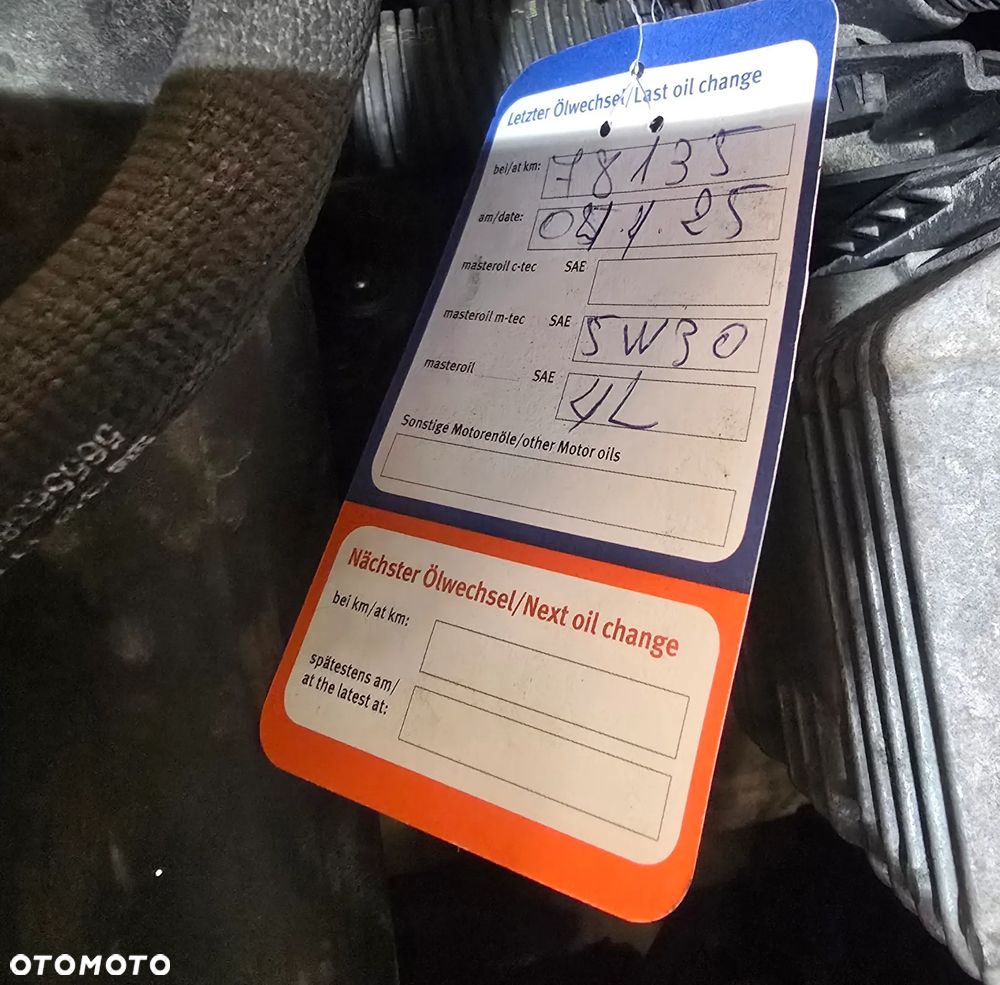 Letzter Ölwechsel/Last oil change
bei/at km: 78135
am/date: 04.4.25
masteroil c-tec SAE
masteroil m-tec SAE 5W30
masteroil SAE 4L
Sonstige Motorenöle/other Motor oils
Nächster Ölwechsel/Next oil change
bei km/at km:
spätestens am/
at the latest at:
OTOMOTO